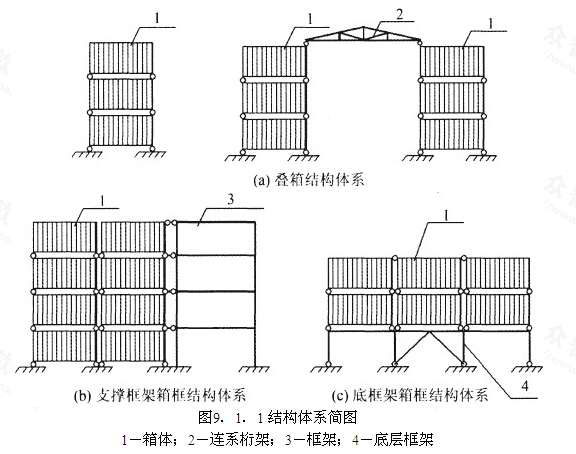 1
1
2
1
(a) 叠箱结构体系
1
3
1
4
(b) 支撑框架箱框结构体系
(c) 底框架箱框结构体系
图9．1．1结构体系简图
1—箱体；2—连系桁架；3—框架；4—底层框架